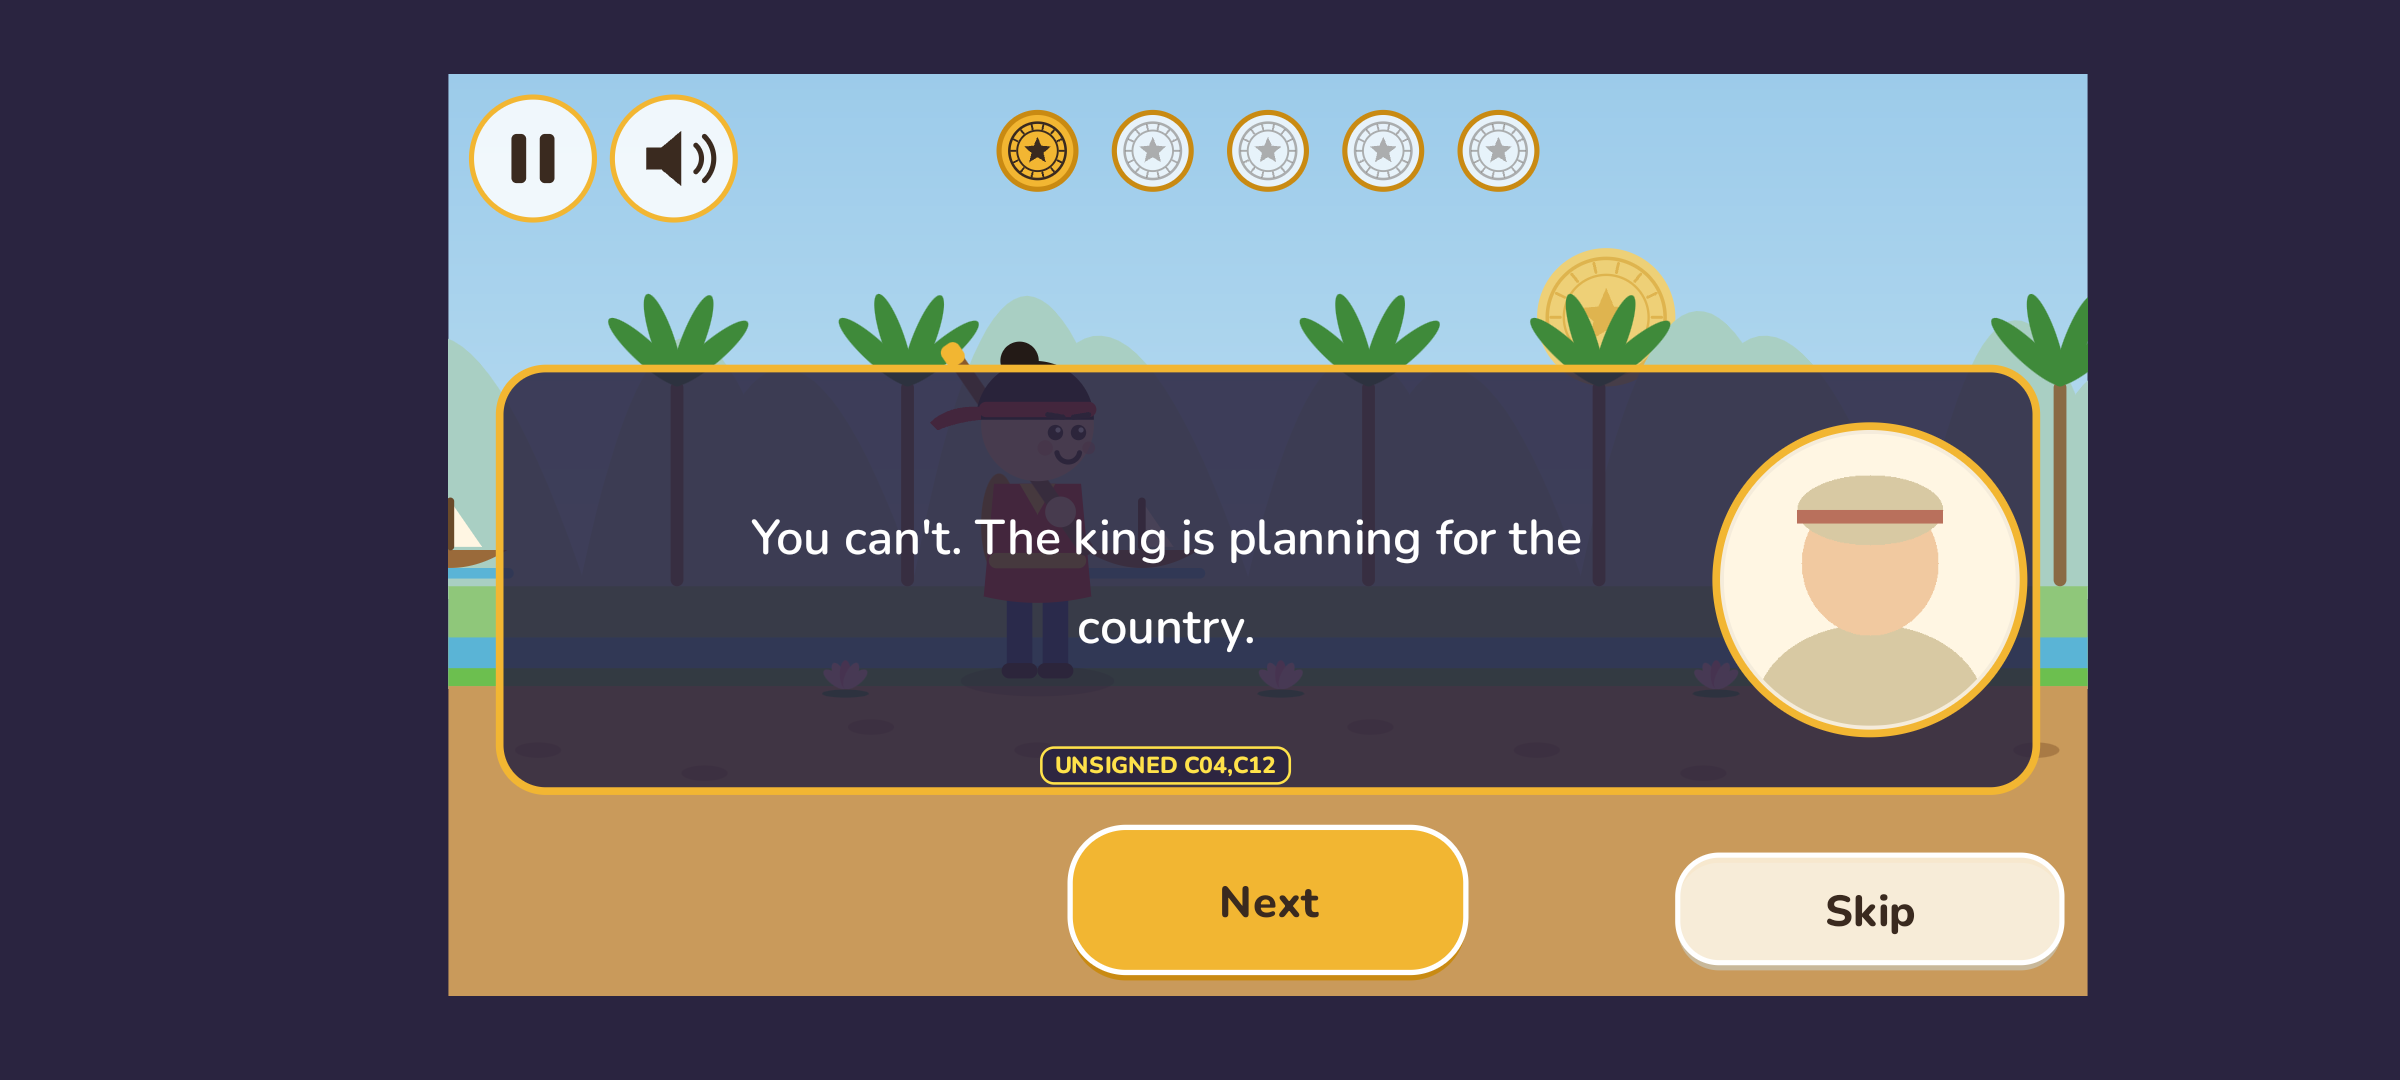 You can't. The king is planning for the
country.
UNSIGNED C04,C12
Next
Skip